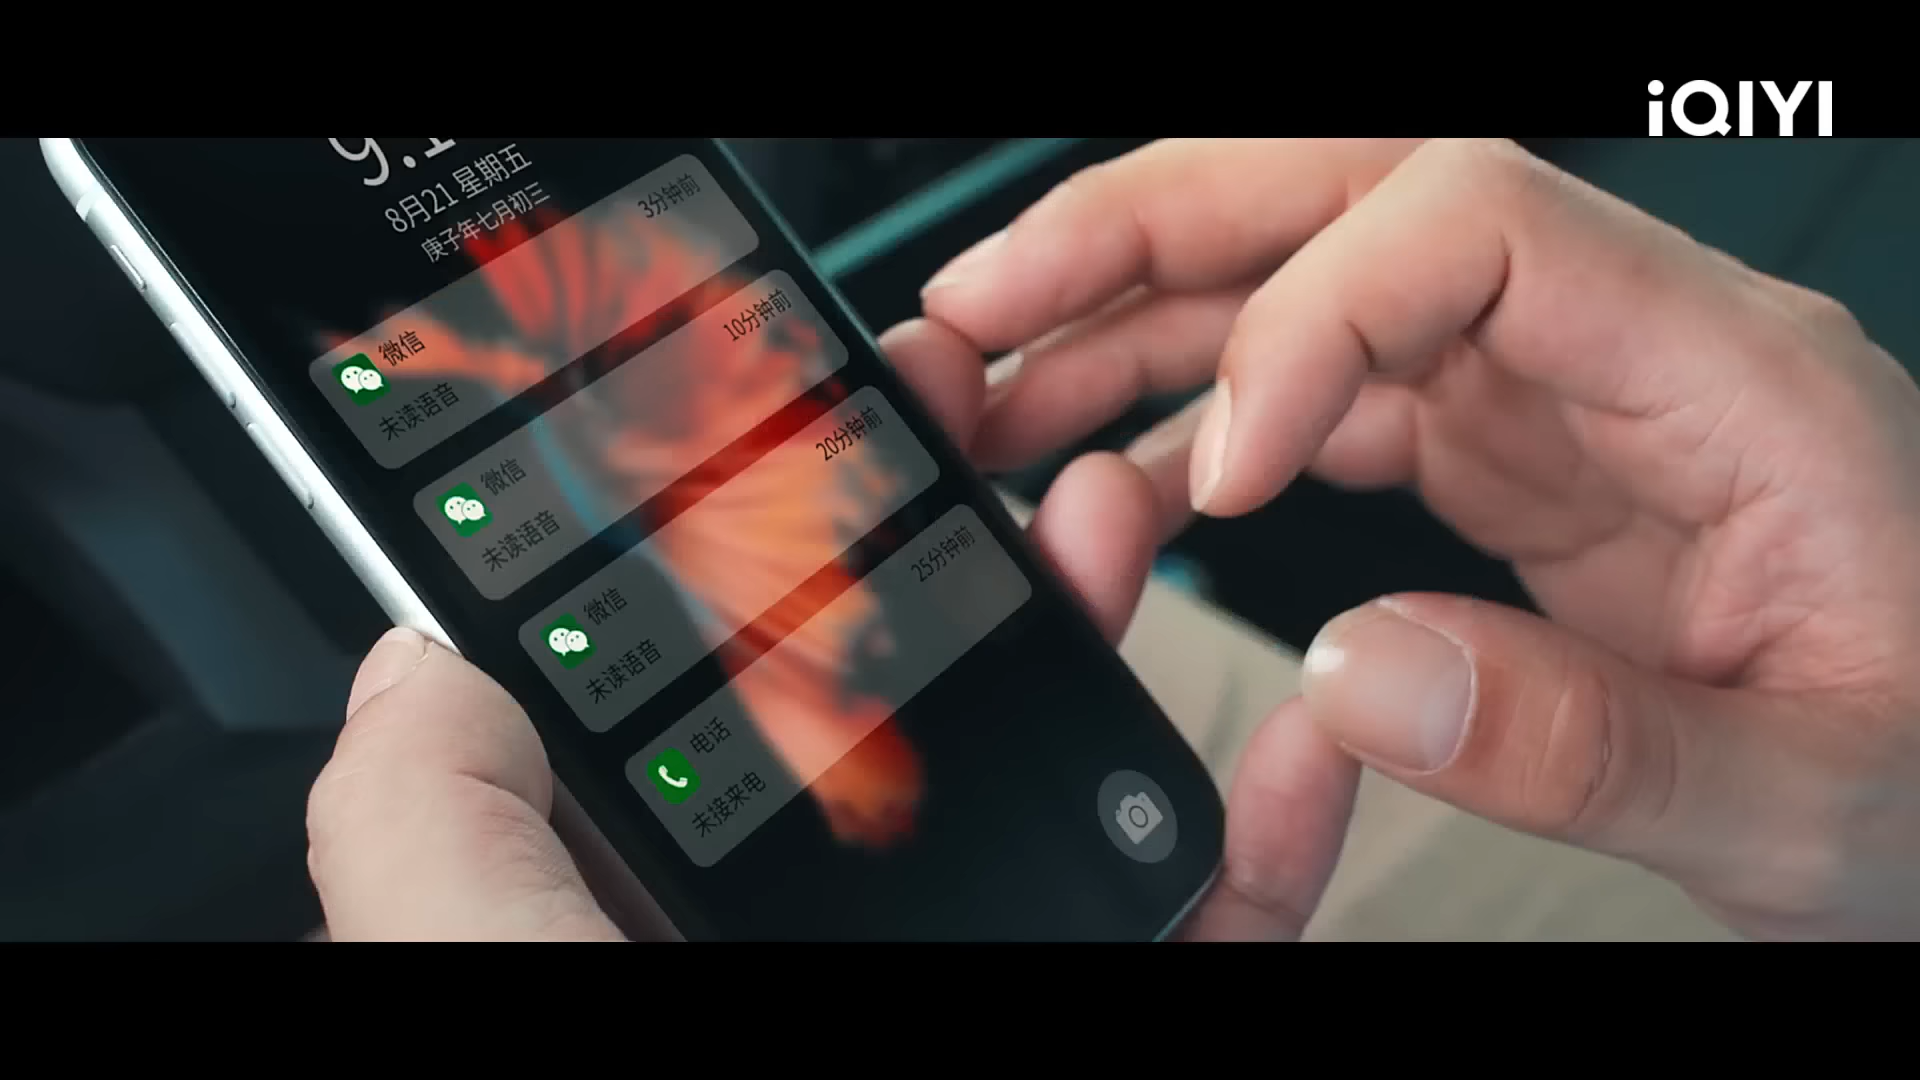 iQIYI
8月21 星期五
庚子年七月初三
3分钟前
微信
未读语音
10分钟前
微信
未读语音
20分钟前
微信
未读语音
25分钟前
电话
未接来电